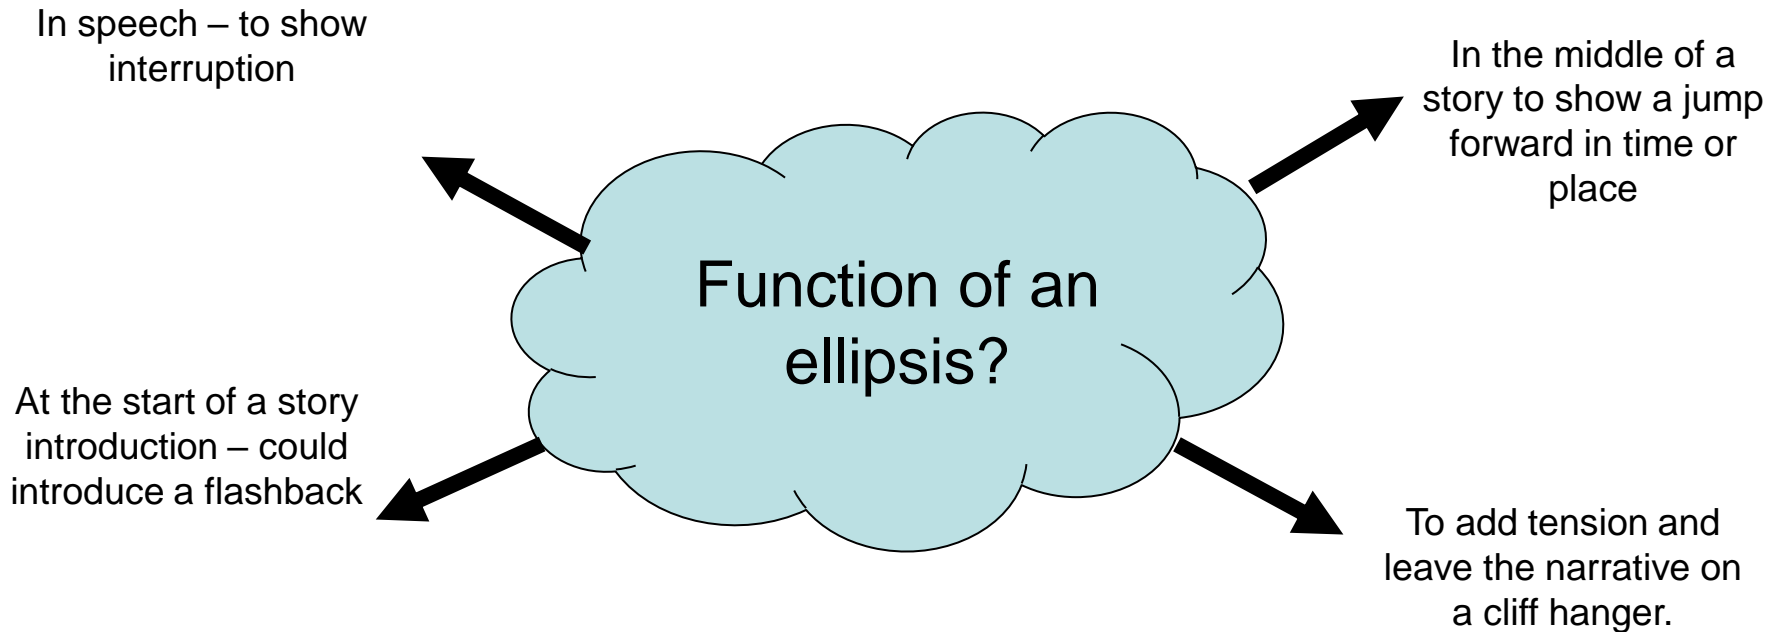 In speech – to show
interruption
In the middle of a
story to show a jump
forward in time or
place
Function of an
ellipsis?
At the start of a story
introduction – could
introduce a flashback
To add tension and
leave the narrative on
a cliff hanger.